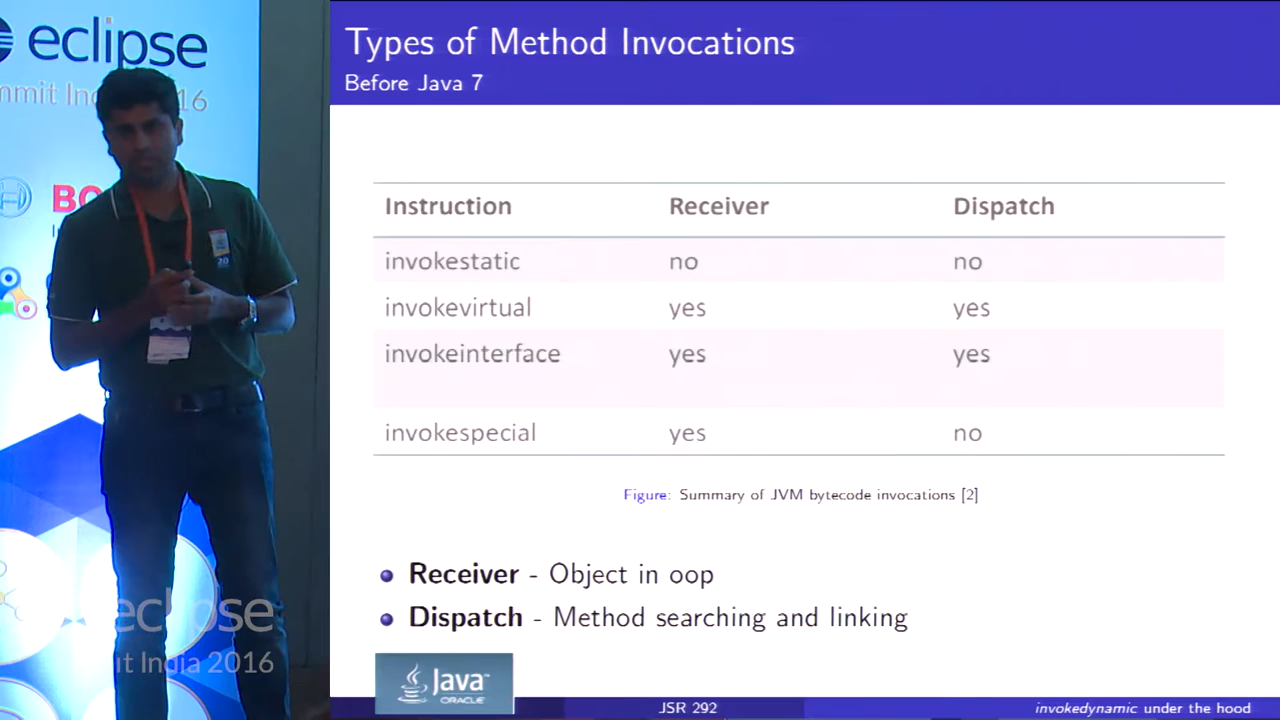 eclipse
mmit Ind 2016
BO
20
Types of Method Invocations
Before Java 7
Instruction Receiver Dispatch
invokestatic no no
invokevirtual yes yes
invokeinterface yes yes
invokespecial yes no
Figure: Summary of JVM bytecode invocations [2]
Receiver - Object in oop
Dispatch - Method searching and linking
Java
ORACLE
JSR 292
invokedynamic under the hood
eclipse
it India 2016